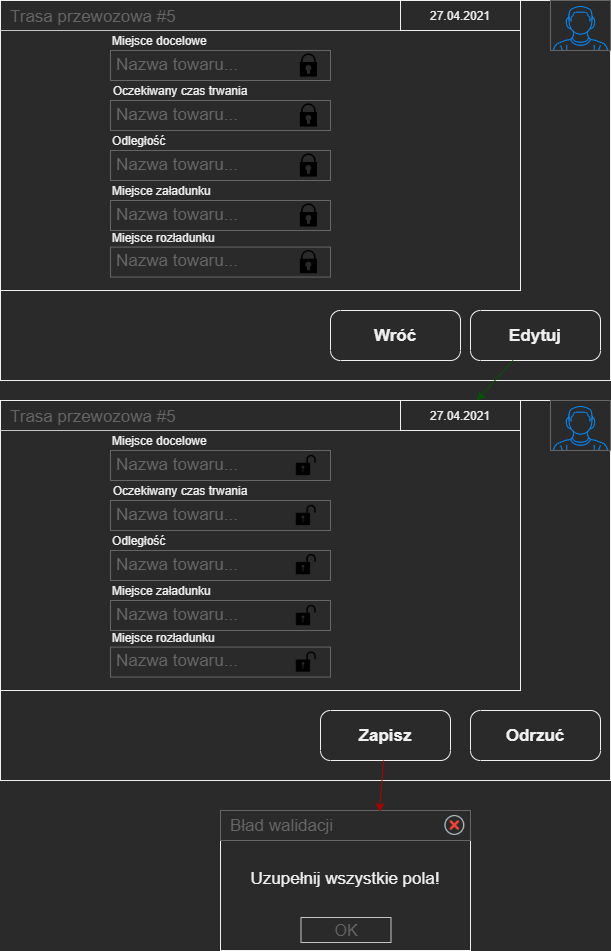 Trasa przewozowa #5
27.04.2021
Miejsce docelowe
Nazwa towaru...
Oczekiwany czas trwania
Nazwa towaru...
Odległość
Nazwa towaru...
Miejsce załadunku
Nazwa towaru...
Miejsce rozładunku
Nazwa towaru...
Wróć
Edytuj
Trasa przewozowa #5
27.04.2021
Miejsce docelowe
Nazwa towaru...
Oczekiwany czas trwania
Nazwa towaru...
Odległość
Nazwa towaru...
Miejsce załadunku
Nazwa towaru...
Miejsce rozładunku
Nazwa towaru...
Zapisz
Odrzuć
Bład walidacji
Uzupełnij wszystkie pola!
OK